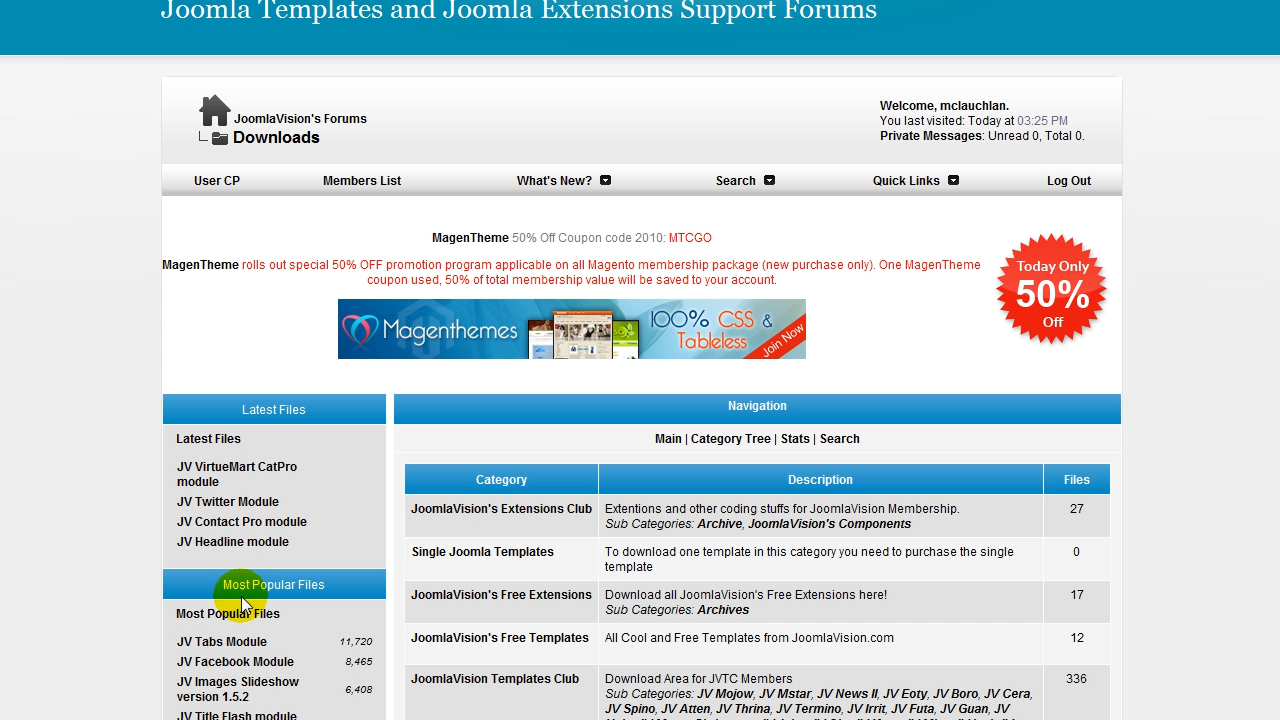 Joomla Templates and Joomla Extensions Support Forums
JoomlaVision's Forums
Downloads
Welcome, mclauchlan.
You last visited: Today at 03:25 PM
Private Messages: Unread 0, Total 0.
User CP
Members List
What's New?
Search
Quick Links
Log Out
MagenTheme 50% Off Coupon code 2010: MTCGO
MagenTheme rolls out special 50% OFF promotion program applicable on all Magento membership package (new purchase only). One MagenTheme
coupon used, 50% of total membership value will be saved to your account.
Today Only
50%
Off
Magenthemes
100% CSS &
Tableless
Join Now
Latest Files
Latest Files
JV VirtueMart CatPro
module
JV Twitter Module
JV Contact Pro module
JV Headline module
Most Popular Files
Most Popular Files
JV Tabs Module 11,720
JV Facebook Module 8,465
JV Images Slideshow
version 1.5.2 6,408
JV Title Flash module
Navigation
Main | Category Tree | Stats | Search
Category Description Files
JoomlaVision's Extensions Club
Extentions and other coding stuffs for JoomlaVision Membership.
Sub Categories: Archive, JoomlaVision's Components
27
Single Joomla Templates
To download one template in this category you need to purchase the single
template
0
JoomlaVision's Free Extensions
Download all JoomlaVision's Free Extensions here!
Sub Categories: Archives
17
JoomlaVision's Free Templates
All Cool and Free Templates from JoomlaVision.com
12
JoomlaVision Templates Club
Download Area for JVTC Members
Sub Categories: JV Mojow, JV Mstar, JV News II, JV Eoty, JV Boro, JV Cera,
JV Spino, JV Atten, JV Thrina, JV Termino, JV Irrit, JV Futa, JV Guan, JV
336